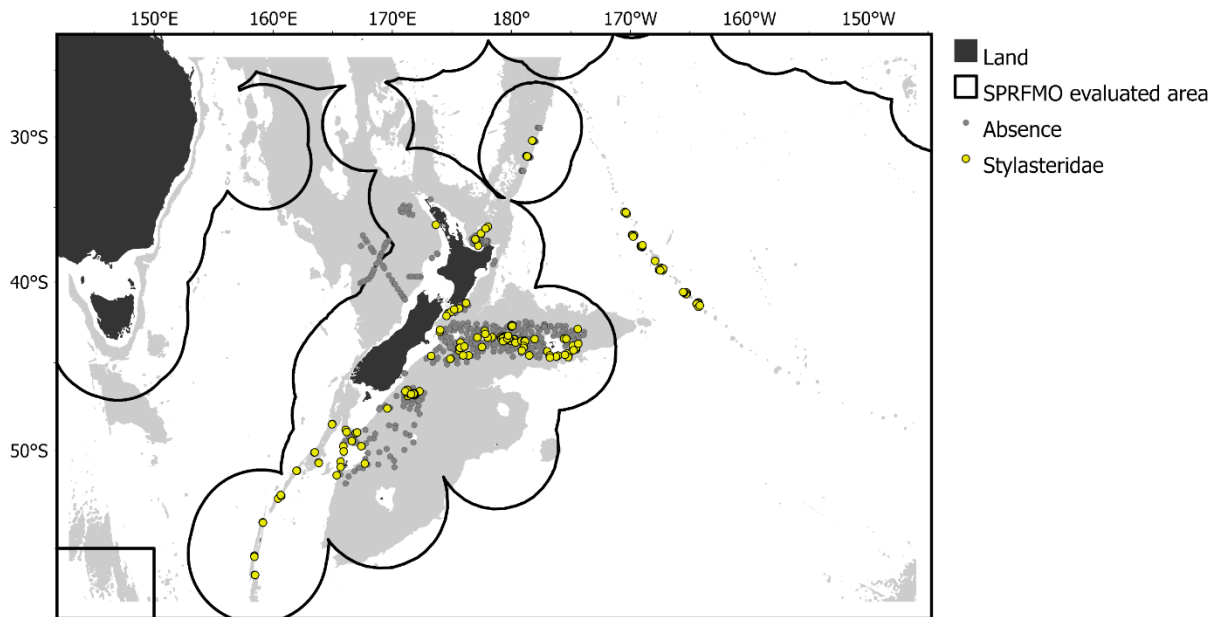 150°E 160°E 170°E 180° 170°W 160°W 150°W
Land
SPRFMO evaluated area
Absence
Stylasteridae
30°S
40°S
50°S